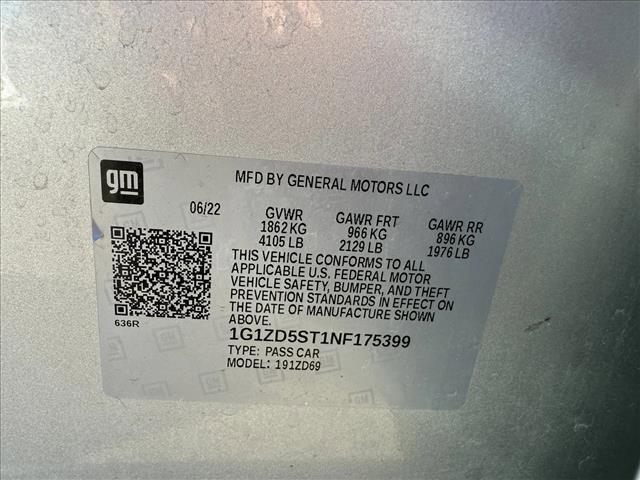 gm
MFD BY GENERAL MOTORS LLC
06/22 GVWR GAWR FRT GAWR RR
1862 KG 966 KG 896 KG
4105 LB 2129 LB 1976 LB
THIS VEHICLE CONFORMS TO ALL
APPLICABLE U.S. FEDERAL MOTOR
VEHICLE SAFETY, BUMPER, AND THEFT
PREVENTION STANDARDS IN EFFECT ON
THE DATE OF MANUFACTURE SHOWN
ABOVE.
636R
1G1ZD5ST1NF175399
TYPE: PASS CAR
MODEL: 191ZD69